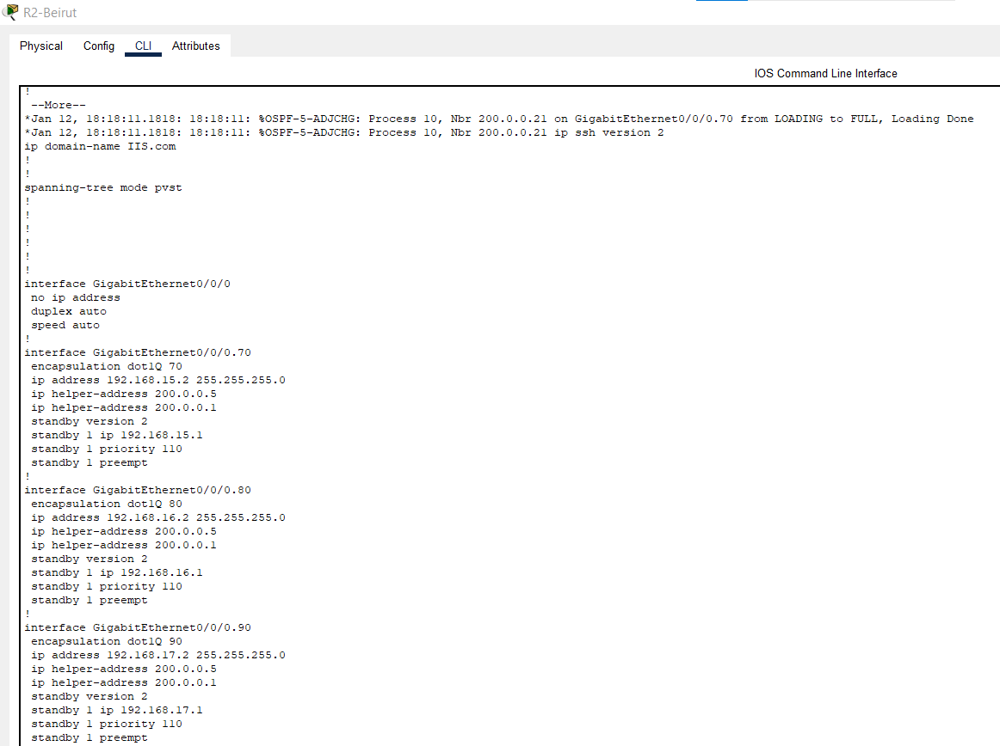 R2-Beirut
Physical Config CLI Attributes
IOS Command Line Interface
!
--More--
*Jan 12, 18:18:11.1818: 18:18:11: %OSPF-5-ADJCHG: Process 10, Nbr 200.0.0.21 on GigabitEthernet0/0/0.70 from LOADING to FULL, Loading Done
*Jan 12, 18:18:11.1818: 18:18:11: %OSPF-5-ADJCHG: Process 10, Nbr 200.0.0.21 ip ssh version 2
ip domain-name IIS.com
!
!
spanning-tree mode pvst
!
!
!
!
!
!
interface GigabitEthernet0/0/0
no ip address
duplex auto
speed auto
!
interface GigabitEthernet0/0/0.70
encapsulation dot1Q 70
ip address 192.168.15.2 255.255.255.0
ip helper-address 200.0.0.5
ip helper-address 200.0.0.1
standby version 2
standby 1 ip 192.168.15.1
standby 1 priority 110
standby 1 preempt
!
interface GigabitEthernet0/0/0.80
encapsulation dot1Q 80
ip address 192.168.16.2 255.255.255.0
ip helper-address 200.0.0.5
ip helper-address 200.0.0.1
standby version 2
standby 1 ip 192.168.16.1
standby 1 priority 110
standby 1 preempt
!
interface GigabitEthernet0/0/0.90
encapsulation dot1Q 90
ip address 192.168.17.2 255.255.255.0
ip helper-address 200.0.0.5
ip helper-address 200.0.0.1
standby version 2
standby 1 ip 192.168.17.1
standby 1 priority 110
standby 1 preempt